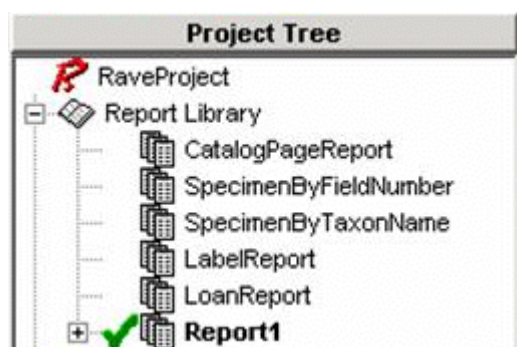 Project Tree
RaveProject
Report Library
CatalogPageReport
SpecimenByFieldNumber
SpecimenByTaxonName
LabelReport
LoanReport
Report1